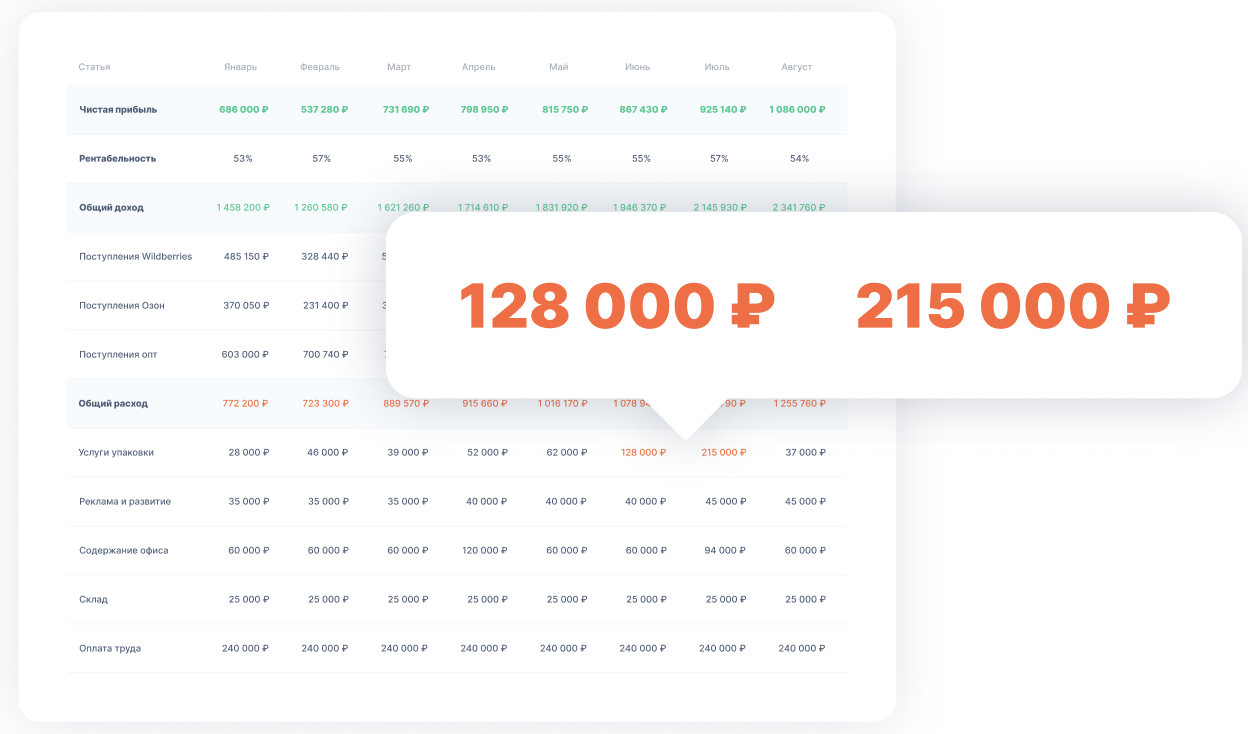 Статья Январь Февраль Март Апрель Май Июнь Июль Август
Чистая прибыль 686 000 ₽ 537 280 ₽ 731 690 ₽ 798 950 ₽ 815 750 ₽ 867 430 ₽ 925 140 ₽ 1 086 000 ₽
Рентабельность 53% 57% 55% 53% 55% 55% 57% 54%
Общий доход 1 458 200 ₽ 1 260 580 ₽ 1 621 260 ₽ 1 714 610 ₽ 1 831 920 ₽ 1 946 370 ₽ 2 145 930 ₽ 2 341 760 ₽
Поступления Wildberries 485 150 ₽ 328 440 ₽
Поступления Озон 370 050 ₽ 231 400 ₽
128 000 ₽ 215 000 ₽
Поступления опт 603 000 ₽ 700 740 ₽
Общий расход 772 200 ₽ 723 300 ₽ 889 570 ₽ 915 660 ₽ 1 016 170 ₽ 1 255 760 ₽
Услуги упаковки 28 000 ₽ 46 000 ₽ 39 000 ₽ 52 000 ₽ 62 000 ₽ 128 000 ₽ 215 000 ₽ 37 000 ₽
Реклама и развитие 35 000 ₽ 35 000 ₽ 35 000 ₽ 40 000 ₽ 40 000 ₽ 40 000 ₽ 45 000 ₽ 45 000 ₽
Содержание офиса 60 000 ₽ 60 000 ₽ 60 000 ₽ 120 000 ₽ 60 000 ₽ 60 000 ₽ 94 000 ₽ 60 000 ₽
Склад 25 000 ₽ 25 000 ₽ 25 000 ₽ 25 000 ₽ 25 000 ₽ 25 000 ₽ 25 000 ₽ 25 000 ₽
Оплата труда 240 000 ₽ 240 000 ₽ 240 000 ₽ 240 000 ₽ 240 000 ₽ 240 000 ₽ 240 000 ₽ 240 000 ₽